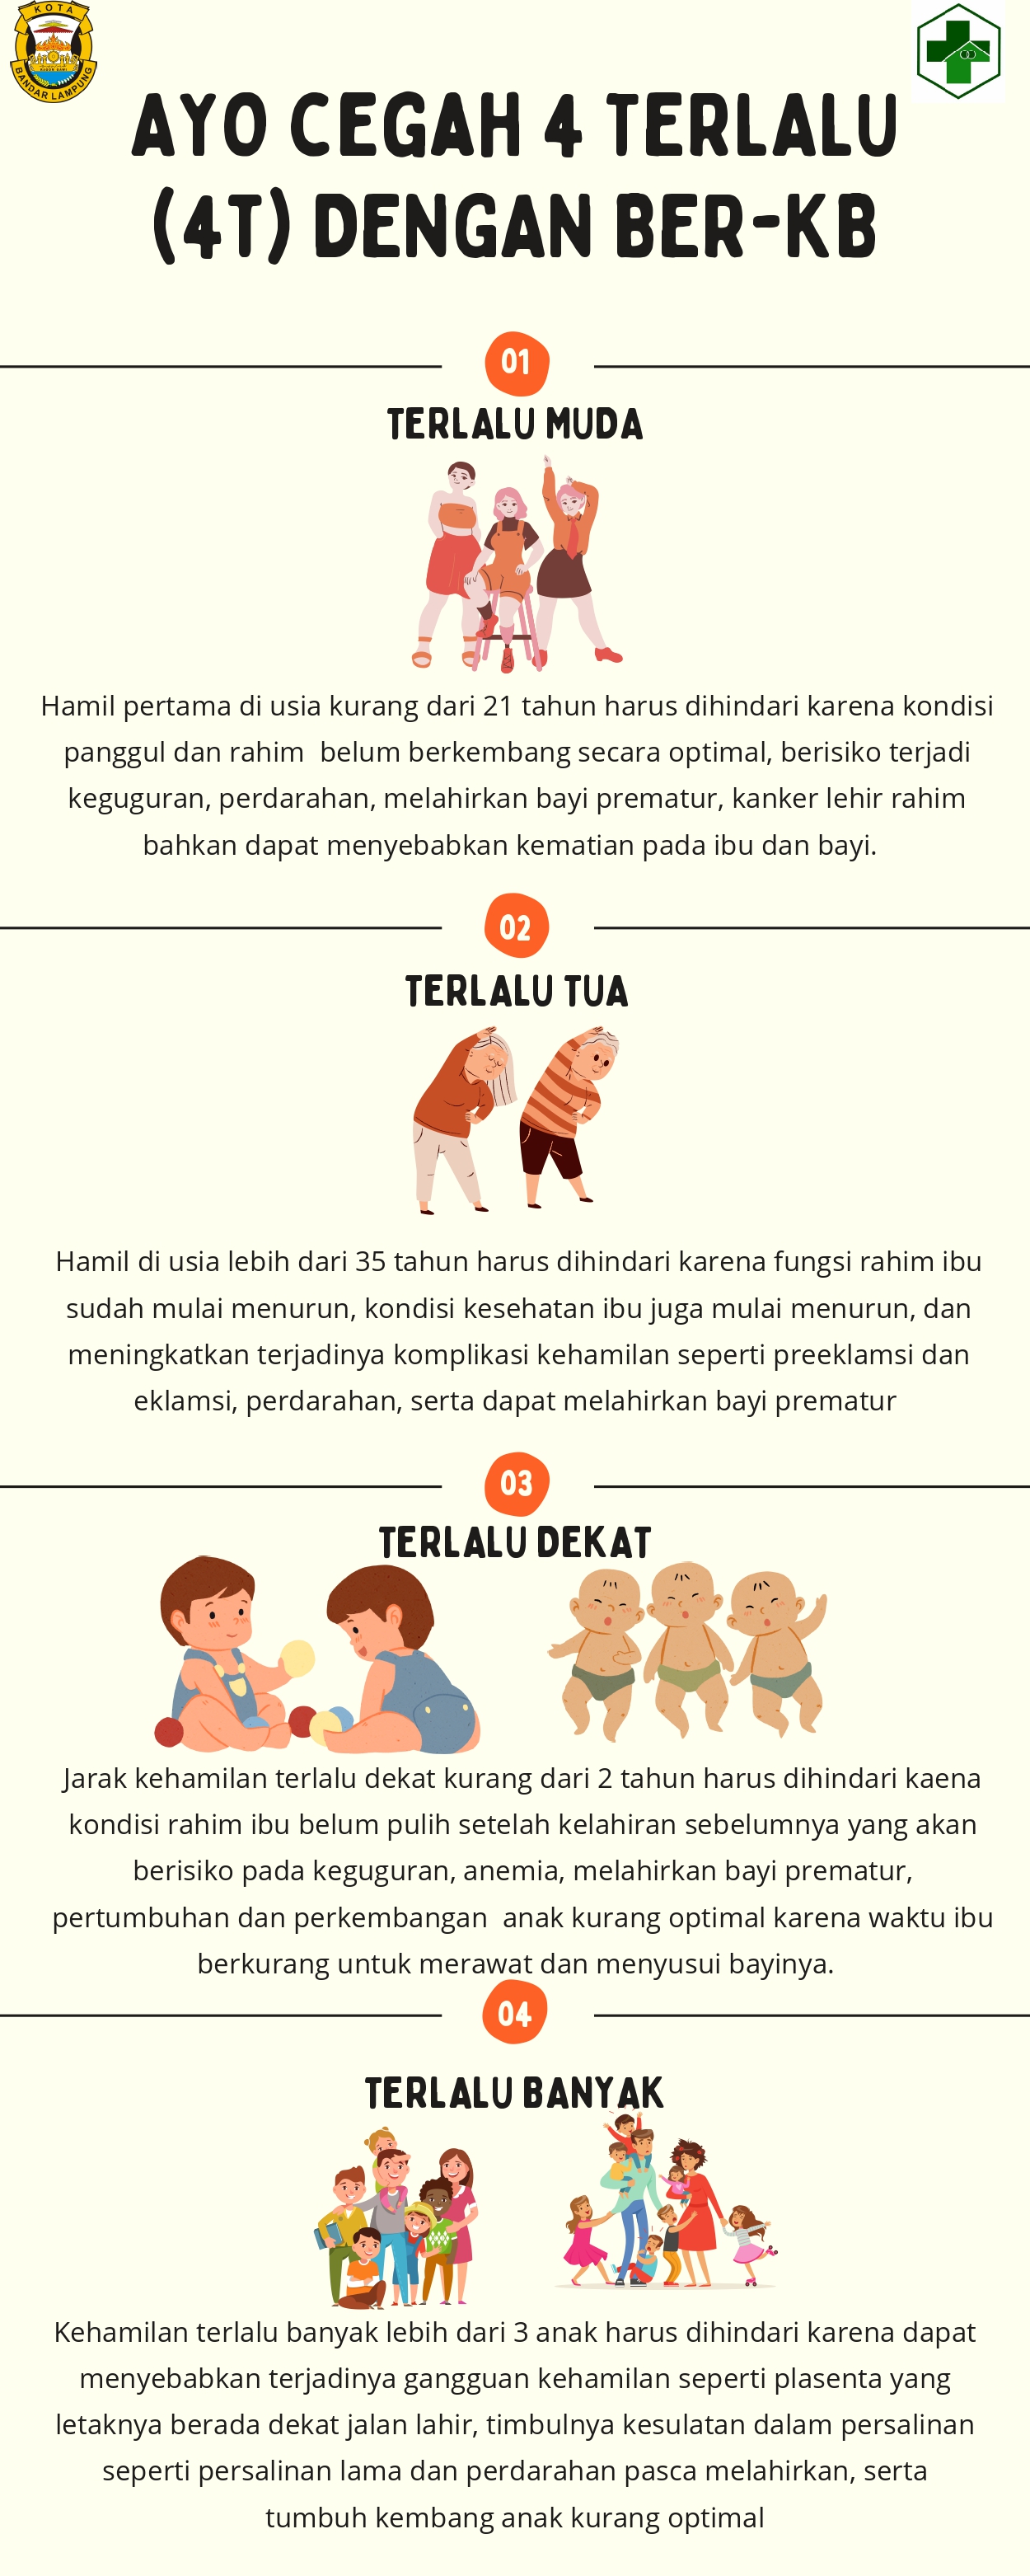 KOTA
BANDAR LAMPUNG
AYO CEGAH 4 TERLALU
(4T) DENGAN BER-KB
01
TERLALU MUDA
Hamil pertama di usia kurang dari 21 tahun harus dihindari karena kondisi
panggul dan rahim  belum berkembang secara optimal, berisiko terjadi
keguguran, perdarahan, melahirkan bayi prematur, kanker lehir rahim
bahkan dapat menyebabkan kematian pada ibu dan bayi.
02
TERLALU TUA
Hamil di usia lebih dari 35 tahun harus dihindari karena fungsi rahim ibu
sudah mulai menurun, kondisi kesehatan ibu juga mulai menurun, dan
meningkatkan terjadinya komplikasi kehamilan seperti preeklamsi dan
eklamsi, perdarahan, serta dapat melahirkan bayi prematur
03
TERLALU DEKAT
Jarak kehamilan terlalu dekat kurang dari 2 tahun harus dihindari kaena
kondisi rahim ibu belum pulih setelah kelahiran sebelumnya yang akan
berisiko pada keguguran, anemia, melahirkan bayi prematur,
pertumbuhan dan perkembangan  anak kurang optimal karena waktu ibu
berkurang untuk merawat dan menyusui bayinya.
04
TERLALU BANYAK
Kehamilan terlalu banyak lebih dari 3 anak harus dihindari karena dapat
menyebabkan terjadinya gangguan kehamilan seperti plasenta yang
letaknya berada dekat jalan lahir, timbulnya kesulitan dalam persalinan
seperti persalinan lama dan perdarahan pasca melahirkan, serta
tumbuh kembang anak kurang optimal